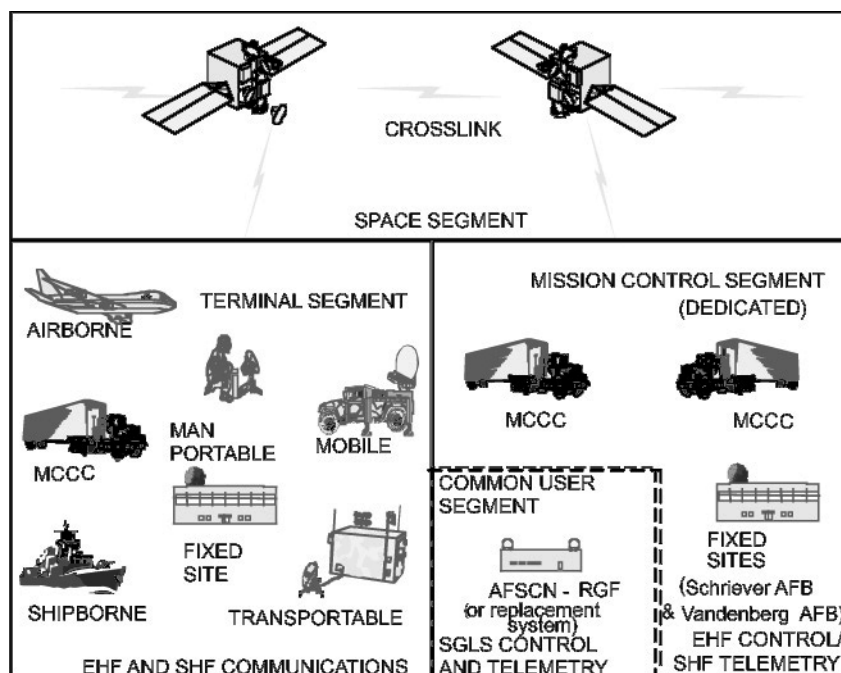 CROSSLINK
SPACE SEGMENT
TERMINAL SEGMENT
AIRBORNE
MCCC
MAN
PORTABLE
MOBILE
FIXED
SITE
SHIPBORNE
TRANSPORTABLE
EHF AND SHF COMMUNICATIONS
MISSION CONTROL SEGMENT
(DEDICATED)
MCCC
MCCC
COMMON USER
SEGMENT
AFSCN - RGF
(or replacement
system)
SGLS CONTROL
AND TELEMETRY
FIXED
SITES
(Schriever AFB
& Vandenberg AFB)
EHF CONTROL/
SHF TELEMETRY